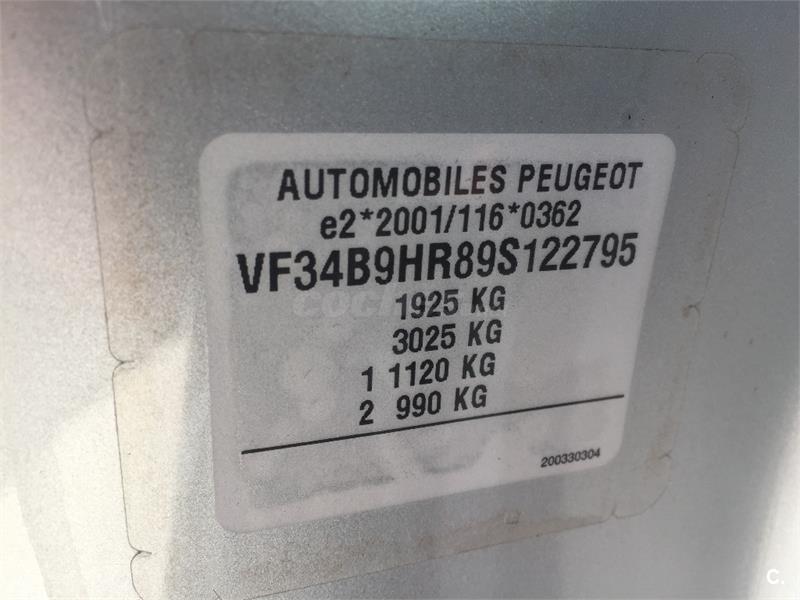 AUTOMOBILES PEUGEOT
e2*2001/116*0362
VF34B9HR89S122795
1925 KG
3025 KG
1 1120 KG
2 990 KG
200330304
C.